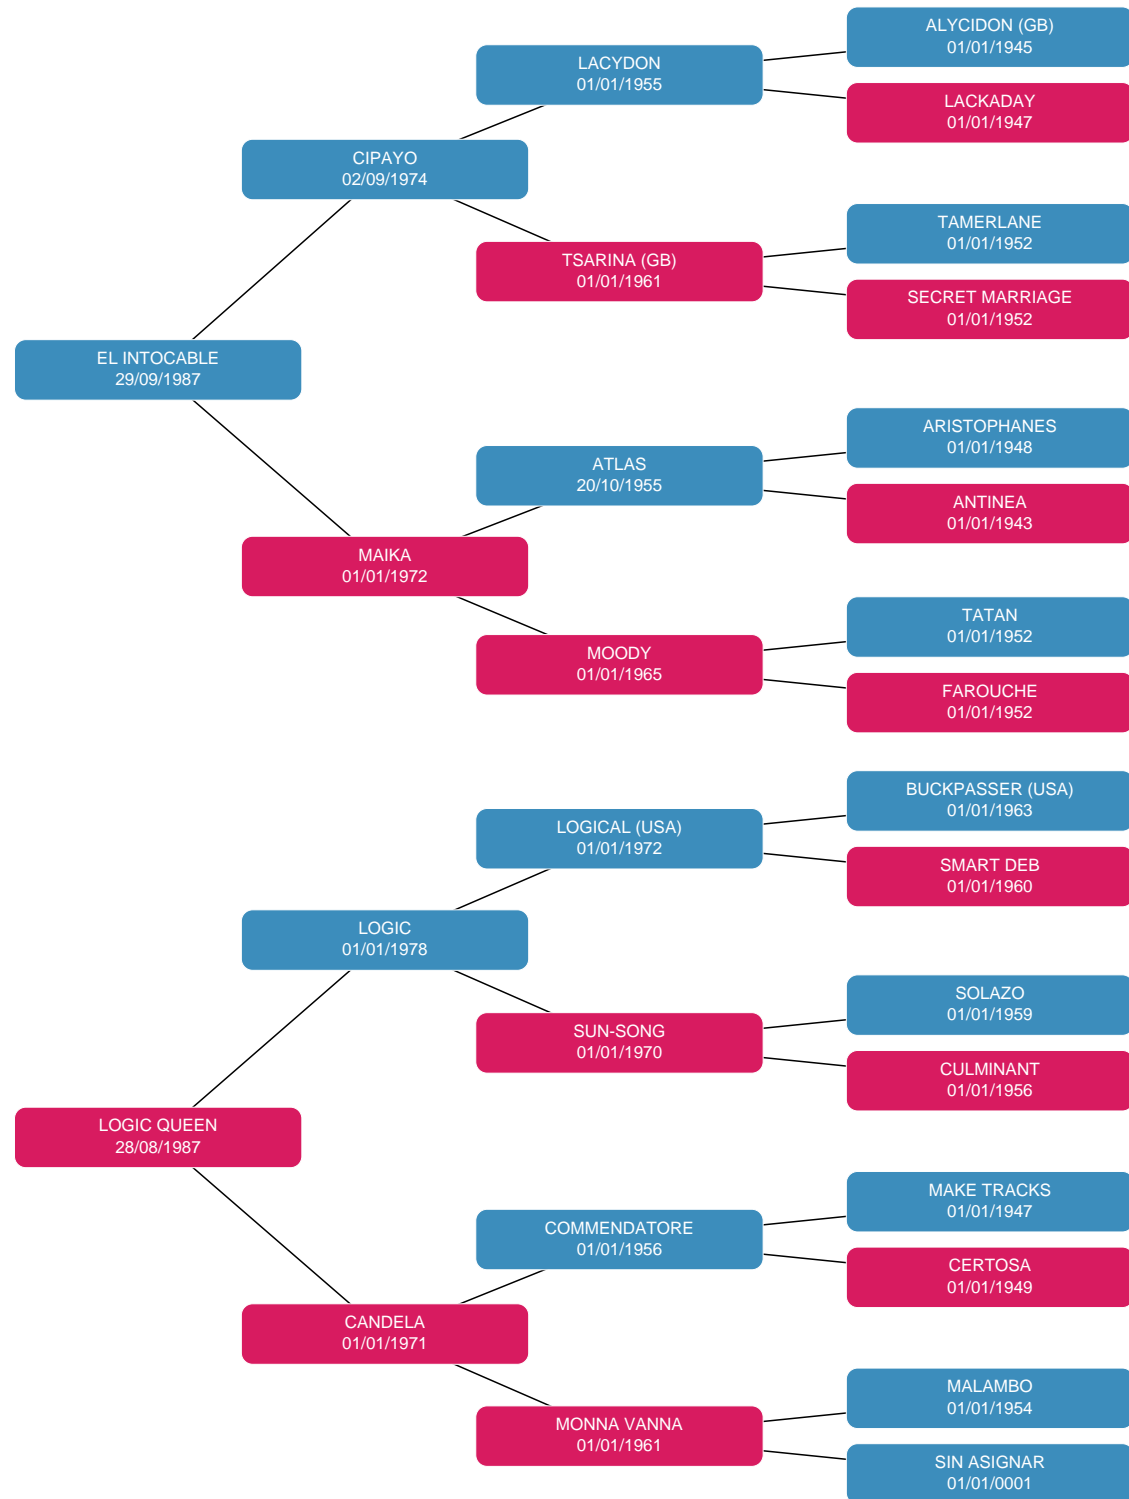 ALYCIDON (GB)
01/01/1945
LACYDON
01/01/1955
LACKADAY
01/01/1947
CIPAYO
02/09/1974
TAMERLANE
01/01/1952
TSARINA (GB)
01/01/1961
SECRET MARRIAGE
01/01/1952
EL INTOCABLE
29/09/1987
ARISTOPHANES
01/01/1948
ATLAS
20/10/1955
ANTINEA
01/01/1943
MAIKA
01/01/1972
TATAN
01/01/1952
MOODY
01/01/1965
FAROUCHE
01/01/1952
BUCKPASSER (USA)
01/01/1963
LOGICAL (USA)
01/01/1972
SMART DEB
01/01/1960
LOGIC
01/01/1978
SOLAZO
01/01/1959
SUN-SONG
01/01/1970
CULMINANT
01/01/1956
LOGIC QUEEN
28/08/1987
MAKE TRACKS
01/01/1947
COMMENDATORE
01/01/1956
CERTOSA
01/01/1949
CANDELA
01/01/1971
MALAMBO
01/01/1954
MONNA VANNA
01/01/1961
SIN ASIGNAR
01/01/0001